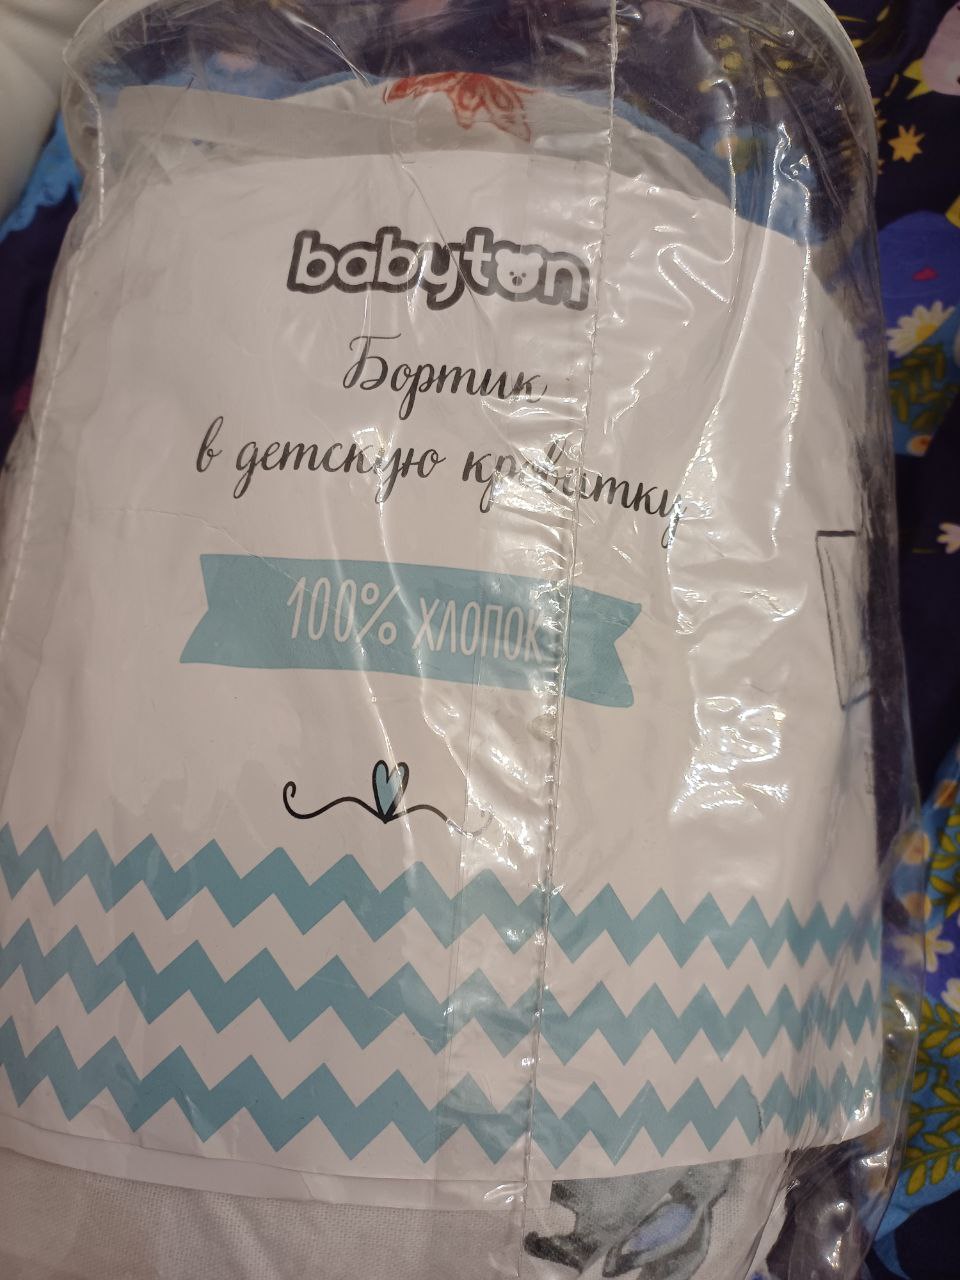 babyton
Бортик
в детскую кроватку
100% хлопок